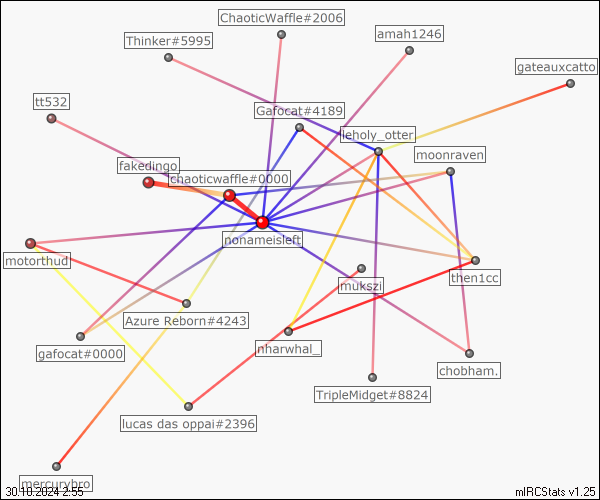 ChaoticWaffle#2006
Thinker#5995
amah1246
gateauxcatto
tt532
Gafocat#4189
leholy_otter
moonraven
fakedingo
chaoticwaffle#0000
nonameisleft
motorthud
then1cc
mukszi
Azure Reborn#4243
gafocat#0000
nharwhal_
chobham.
TripleMidget#8824
lucas das oppai#2396
mercurybro
30.10.2024 2:55
mIRCStats v1.25